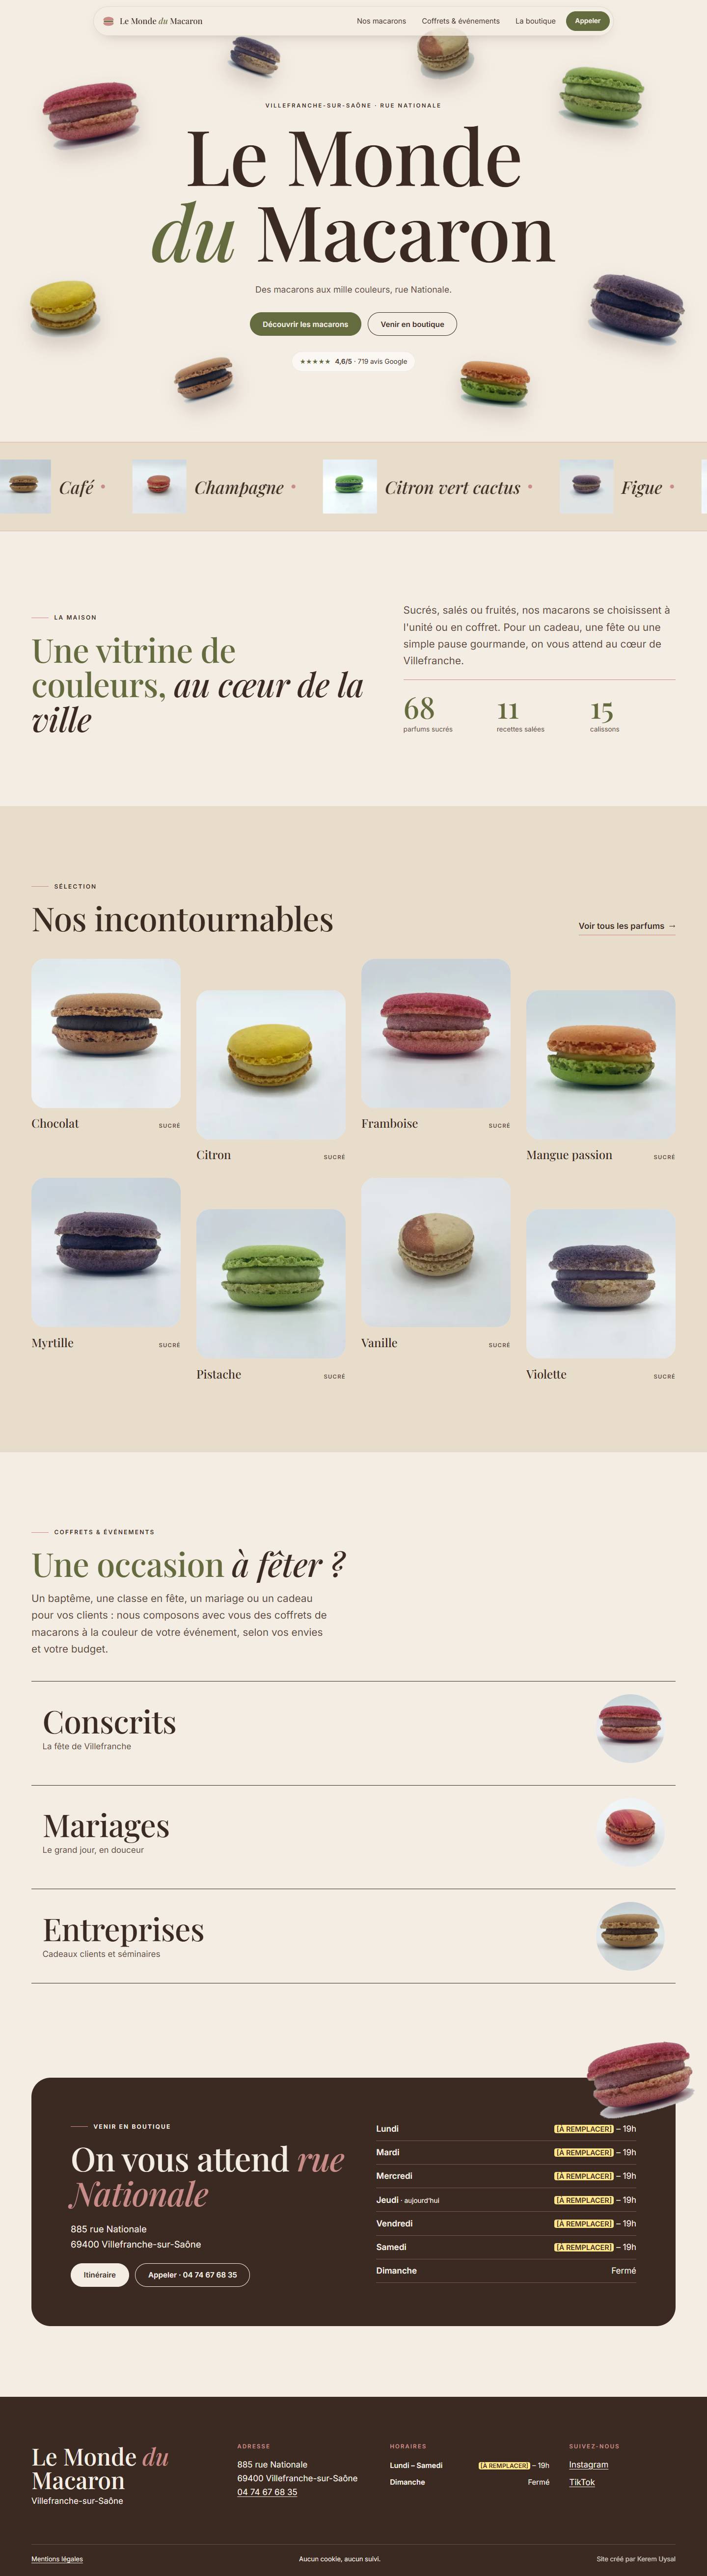 Le Monde du Macaron
Nos macarons
Coffrets & événements
La boutique
Appeler
VILLEFRANCHE-SUR-SAÔNE · RUE NATIONALE
Le Monde
du Macaron
Des macarons aux mille couleurs, rue Nationale.
Découvrir les macarons
Venir en boutique
★★★★★ 4,6/5 · 719 avis Google
Café
Champagne
Citron vert cactus
Figue
LA MAISON
Une vitrine de
couleurs, au cœur de la
ville
Sucrés, salés ou fruités, nos macarons se choisissent à
l'unité ou en coffret. Pour un cadeau, une fête ou une
simple pause gourmande, on vous attend au cœur de
Villefranche.
68
parfums sucrés
11
recettes salées
15
calissons
SÉLECTION
Nos incontournables
Voir tous les parfums →
Chocolat
SUCRÉ
Citron
SUCRÉ
Framboise
SUCRÉ
Mangue passion
SUCRÉ
Myrtille
SUCRÉ
Pistache
SUCRÉ
Vanille
SUCRÉ
Violette
SUCRÉ
COFFRETS & ÉVÉNEMENTS
Une occasion à fêter ?
Un baptême, une classe en fête, un mariage ou un cadeau
pour vos clients : nous composons avec vous des coffrets de
macarons à la couleur de votre événement, selon vos envies
et votre budget.
Conscrits
La fête de Villefranche
Mariages
Le grand jour, en douceur
Entreprises
Cadeaux clients et séminaires
VENIR EN BOUTIQUE
On vous attend rue
Nationale
885 rue Nationale
69400 Villefranche-sur-Saône
Itinéraire
Appeler · 04 74 67 68 35
Lundi
[À REMPLACER] – 19h
Mardi
[À REMPLACER] – 19h
Mercredi
[À REMPLACER] – 19h
Jeudi · aujourd'hui
[À REMPLACER] – 19h
Vendredi
[À REMPLACER] – 19h
Samedi
[À REMPLACER] – 19h
Dimanche
Fermé
Le Monde du
Macaron
Villefranche-sur-Saône
ADRESSE
885 rue Nationale
69400 Villefranche-sur-Saône
04 74 67 68 35
HORAIRES
Lundi – Samedi
[À REMPLACER] – 19h
Dimanche
Fermé
SUIVEZ-NOUS
Instagram
TikTok
Mentions légales
Aucun cookie, aucun suivi.
Site créé par Kerem Uysal